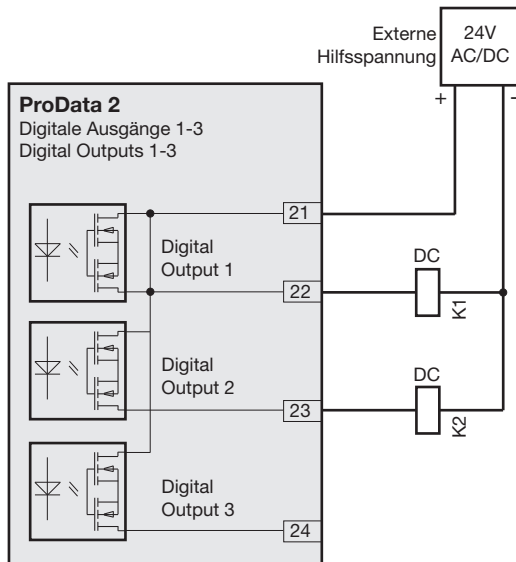 Externe
Hilfsspannung
24V
AC/DC
+
–
ProData 2
Digitale Ausgänge 1-3
Digital Outputs 1-3
21
Digital
Output 1
DC
22
K1
Digital
Output 2
DC
23
K2
Digital
Output 3
24